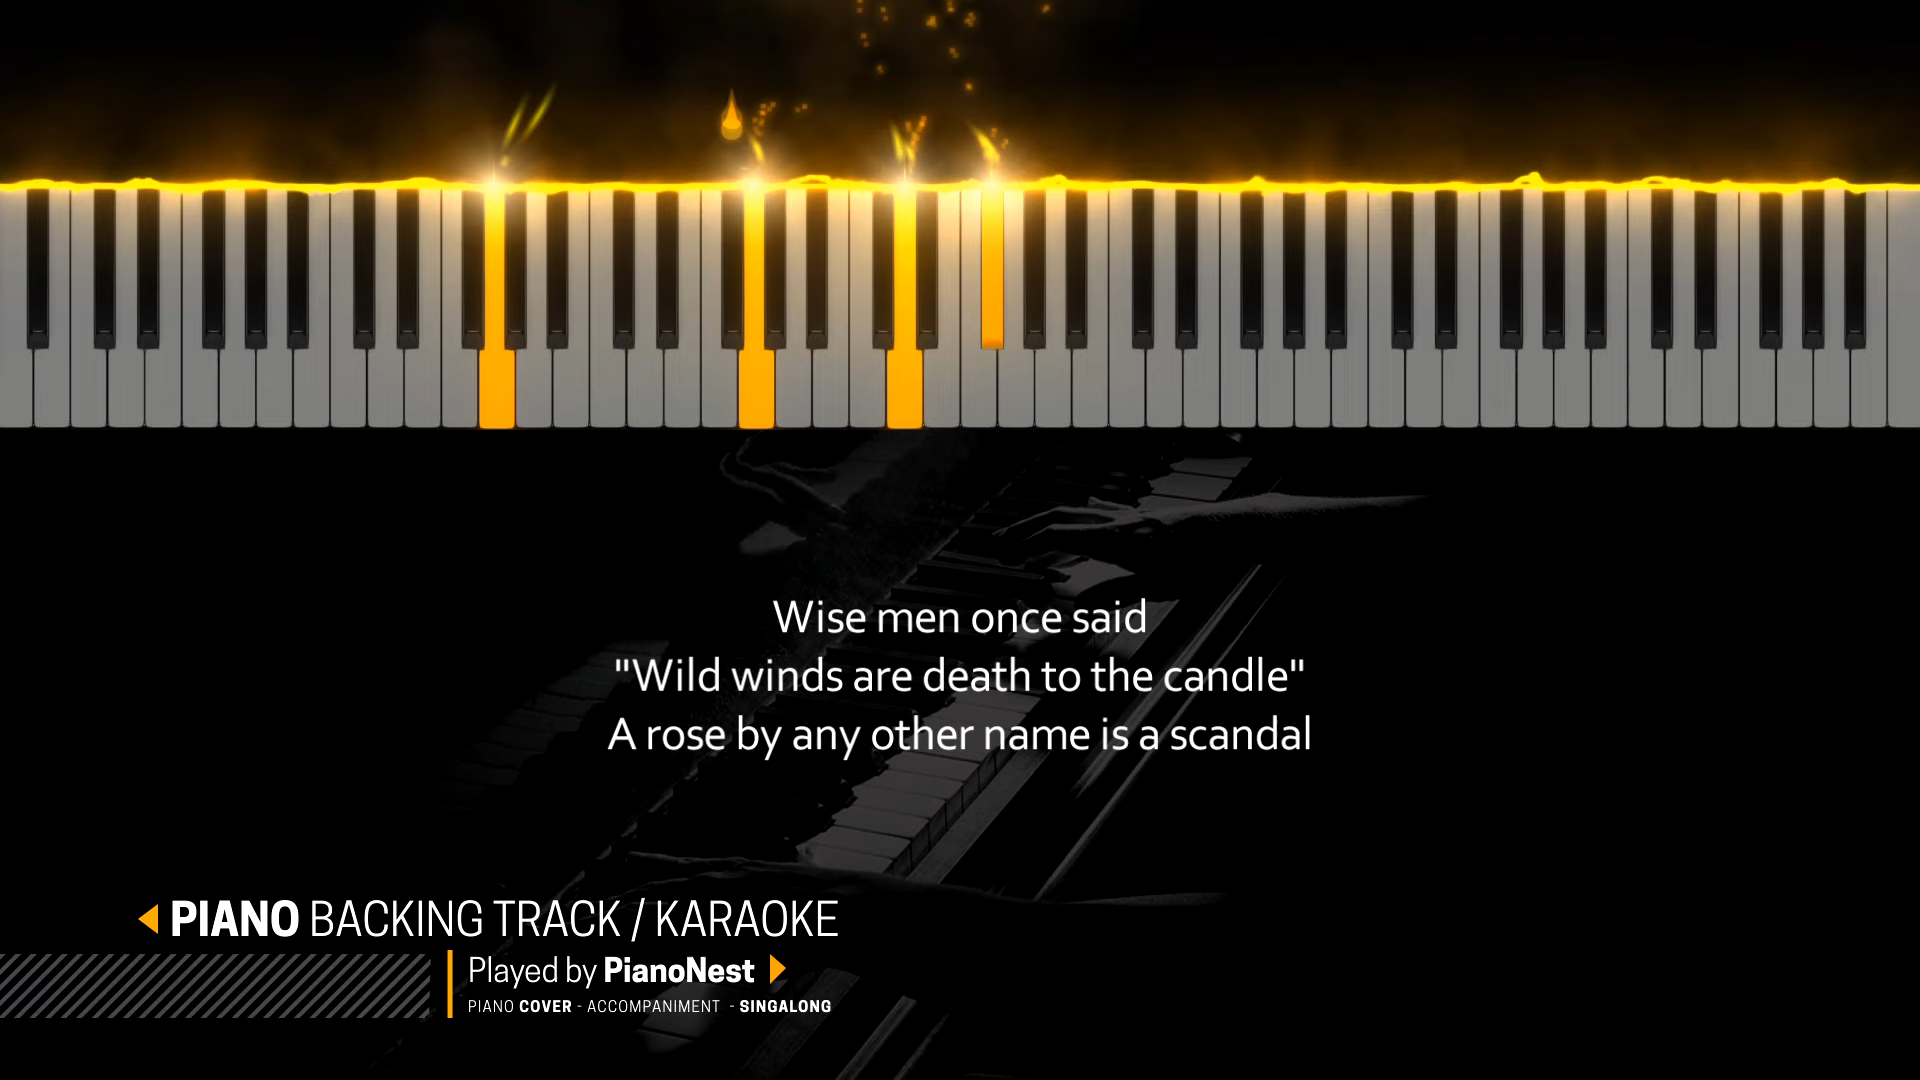 Wise men once said
"Wild winds are death to the candle"
A rose by any other name is a scandal
PIANO BACKING TRACK / KARAOKE
Played by PianoNest
PIANO COVER - ACCOMPANIMENT - SINGALONG